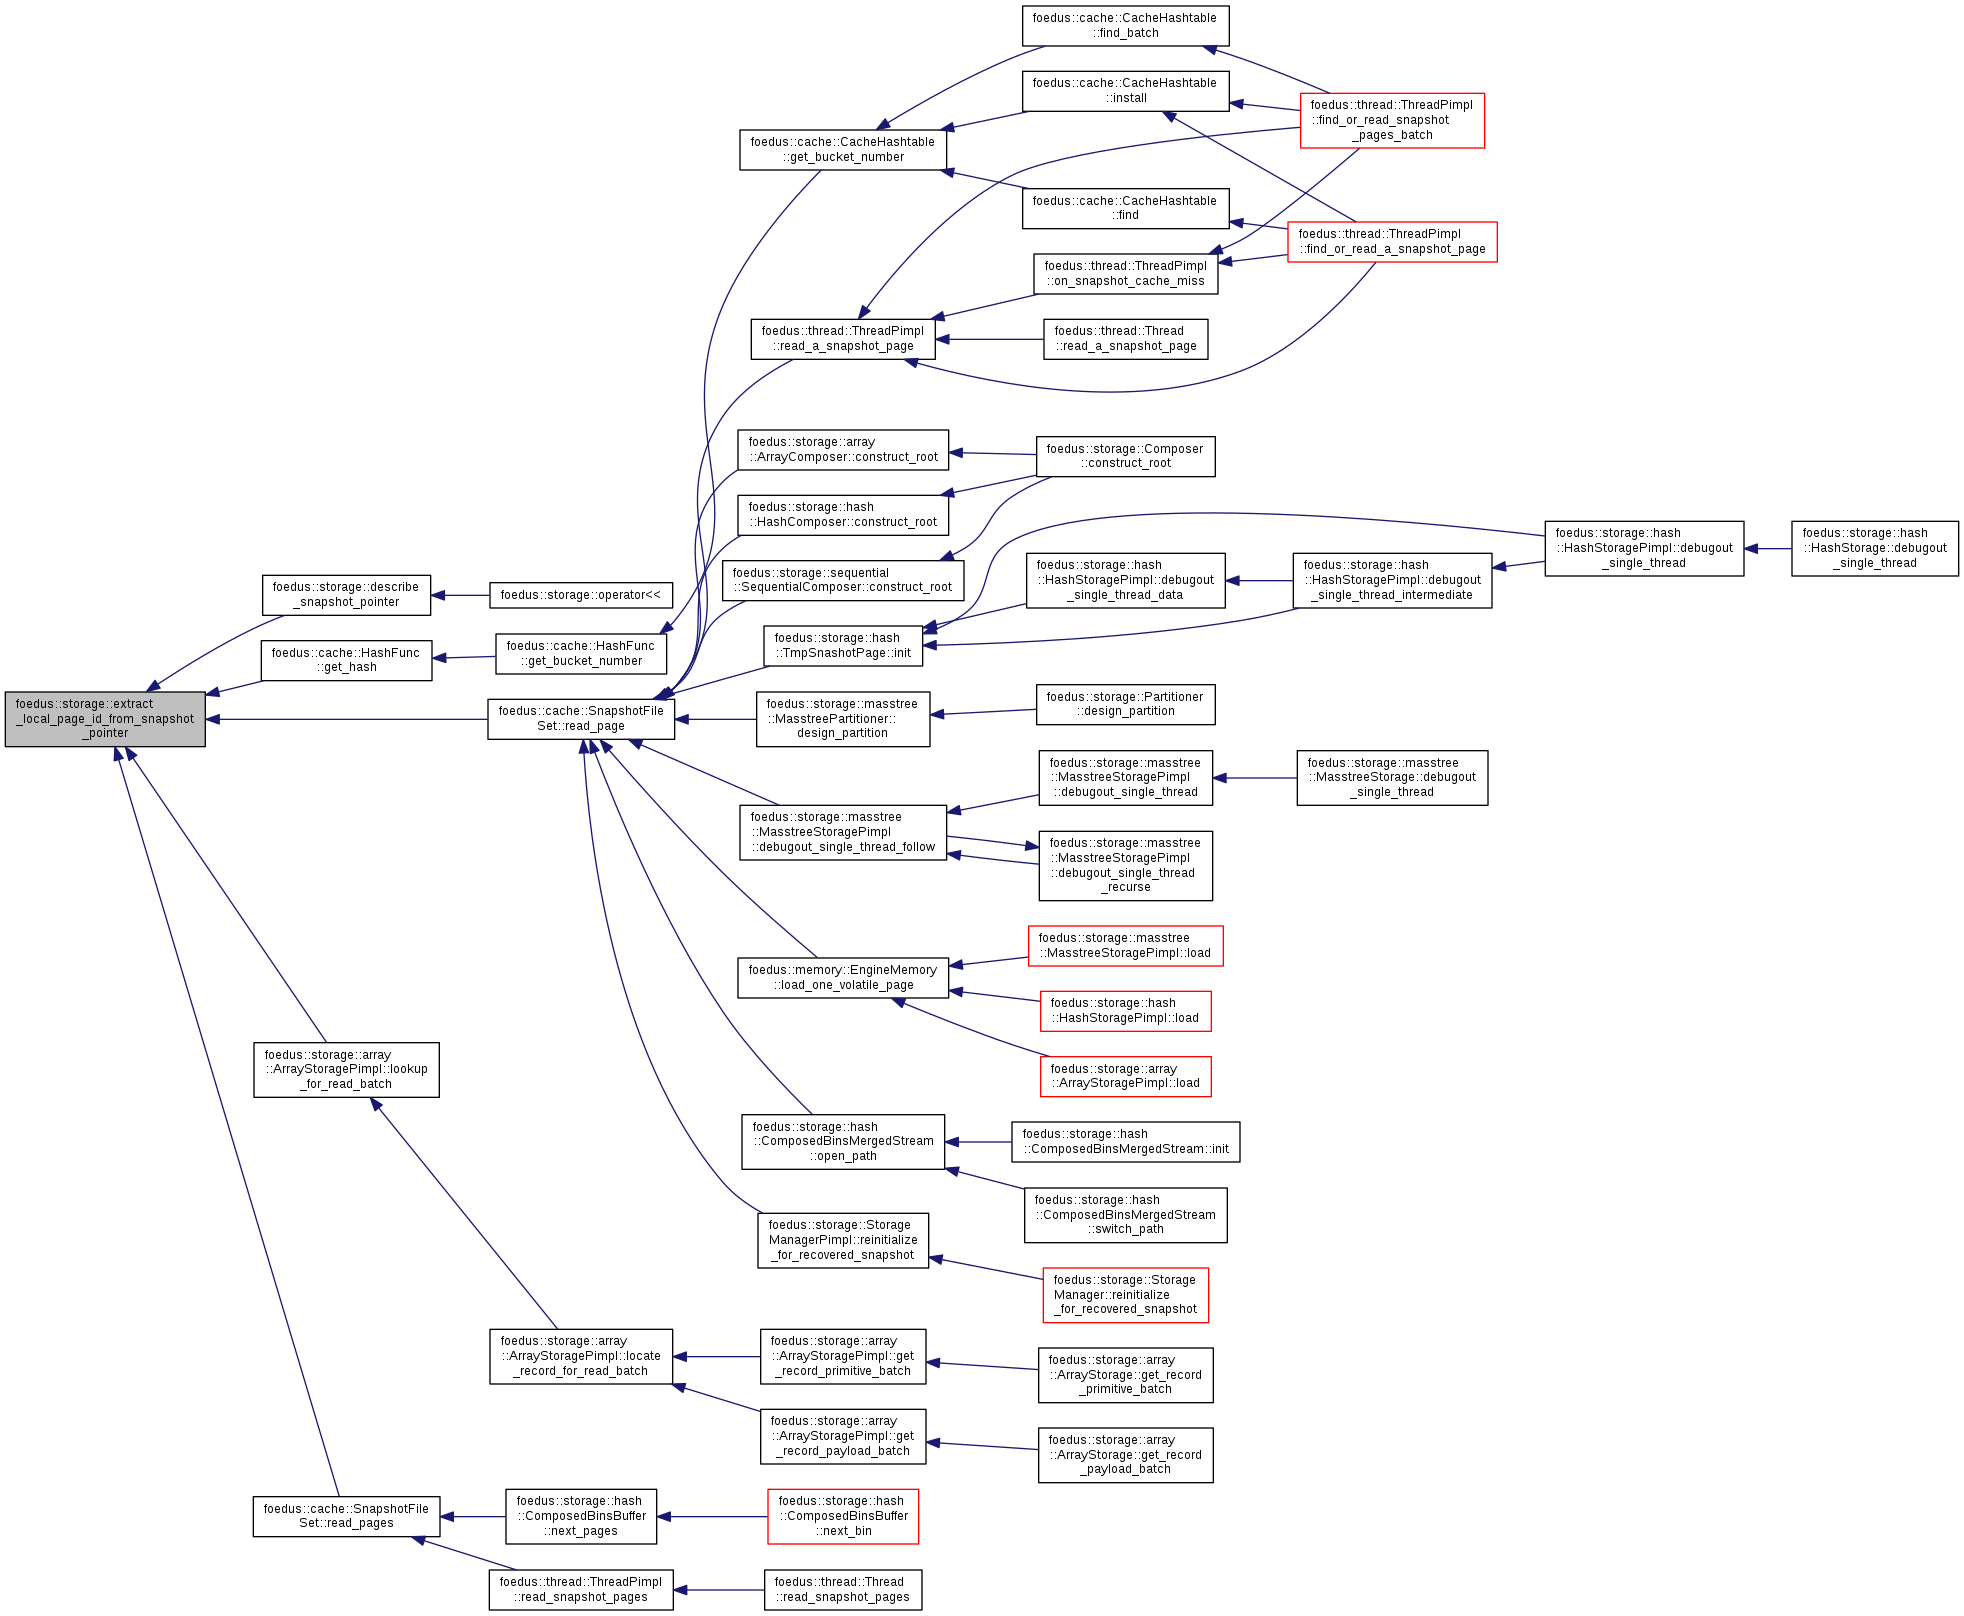 foedus::cache::CacheHashtable
::find_batch
foedus::cache::CacheHashtable
::install
foedus::thread::ThreadPimpl
::find_or_read_snapshot
_pages_batch
foedus::cache::CacheHashtable
::get_bucket_number
foedus::cache::CacheHashtable
::find
foedus::thread::ThreadPimpl
::find_or_read_a_snapshot_page
foedus::thread::ThreadPimpl
::on_snapshot_cache_miss
foedus::thread::ThreadPimpl
::read_a_snapshot_page
foedus::thread::Thread
::read_a_snapshot_page
foedus::storage::array
::ArrayComposer::construct_root
foedus::storage::Composer
::construct_root
foedus::storage::hash
::HashComposer::construct_root
foedus::storage::sequential
::SequentialComposer::construct_root
foedus::storage::hash
::HashStoragePimpl::debugout
_single_thread_data
foedus::storage::hash
::HashStoragePimpl::debugout
_single_thread_intermediate
foedus::storage::hash
::HashStoragePimpl::debugout
_single_thread
foedus::storage::hash
::HashStorage::debugout
_single_thread
foedus::storage::describe
_snapshot_pointer
foedus::storage::operator<<
foedus::cache::HashFunc
::get_hash
foedus::cache::HashFunc
::get_bucket_number
foedus::storage::hash
::TmpSnashotPage::init
foedus::storage::extract
_local_page_id_from_snapshot
_pointer
foedus::cache::SnapshotFile
Set::read_page
foedus::storage::masstree
::MasstreePartitioner::
design_partition
foedus::storage::Partitioner
::design_partition
foedus::storage::masstree
::MasstreeStoragePimpl
::debugout_single_thread
foedus::storage::masstree
::MasstreeStorage::debugout
_single_thread
foedus::storage::masstree
::MasstreeStoragePimpl
::debugout_single_thread_follow
foedus::storage::masstree
::MasstreeStoragePimpl
::debugout_single_thread
_recurse
foedus::storage::masstree
::MasstreeStoragePimpl::load
foedus::memory::EngineMemory
::load_one_volatile_page
foedus::storage::hash
::HashStoragePimpl::load
foedus::storage::array
::ArrayStoragePimpl::load
foedus::storage::array
::ArrayStoragePimpl::lookup
_for_read_batch
foedus::storage::hash
::ComposedBinsMergedStream
::open_path
foedus::storage::hash
::ComposedBinsMergedStream::init
foedus::storage::hash
::ComposedBinsMergedStream
::switch_path
foedus::storage::Storage
ManagerPimpl::reinitialize
_for_recovered_snapshot
foedus::storage::Storage
Manager::reinitialize
_for_recovered_snapshot
foedus::storage::array
::ArrayStoragePimpl::locate
_record_for_read_batch
foedus::storage::array
::ArrayStoragePimpl::get
_record_primitive_batch
foedus::storage::array
::ArrayStorage::get_record
_primitive_batch
foedus::storage::array
::ArrayStoragePimpl::get
_record_payload_batch
foedus::storage::array
::ArrayStorage::get_record
_payload_batch
foedus::cache::SnapshotFile
Set::read_pages
foedus::storage::hash
::ComposedBinsBuffer
::next_pages
foedus::storage::hash
::ComposedBinsBuffer
::next_bin
foedus::thread::ThreadPimpl
::read_snapshot_pages
foedus::thread::Thread
::read_snapshot_pages